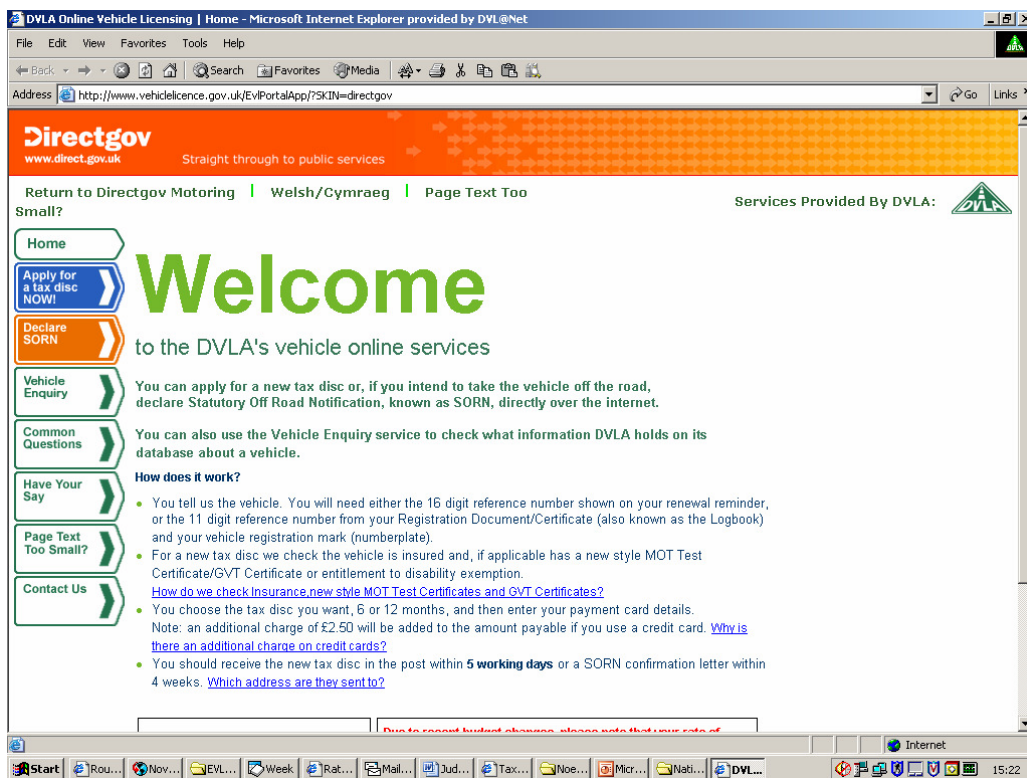 DVLA Online Vehicle Licensing | Home - Microsoft Internet Explorer provided by DVL@Net
File Edit View Favorites Tools Help
Back Search Favorites Media
Address http://www.vehiclelicence.gov.uk/EvlPortalApp/?SKIN=directgov Go Links
Directgov
www.direct.gov.uk Straight through to public services
Return to Directgov Motoring | Welsh/Cymraeg | Page Text Too
Small?
Services Provided By DVLA: DVLA
Home
Apply for
a tax disc
NOW!
Declare
SORN
Vehicle
Enquiry
Common
Questions
Have Your
Say
Page Text
Too Small?
Contact Us
Welcome
to the DVLA's vehicle online services
You can apply for a new tax disc or, if you intend to take the vehicle off the road,
declare Statutory Off Road Notification, known as SORN, directly over the internet.
You can also use the Vehicle Enquiry service to check what information DVLA holds on its
database about a vehicle.
How does it work?
• You tell us the vehicle. You will need either the 16 digit reference number shown on your renewal reminder,
or the 11 digit reference number from your Registration Document/Certificate (also known as the Logbook)
and your vehicle registration mark (numberplate).
• For a new tax disc we check the vehicle is insured and, if applicable has a new style MOT Test
Certificate/GVT Certificate or entitlement to disability exemption.
How do we check Insurance,new style MOT Test Certificates and GVT Certificates?
• You choose the tax disc you want, 6 or 12 months, and then enter your payment card details.
Note: an additional charge of £2.50 will be added to the amount payable if you use a credit card. Why is
there an additional charge on credit cards?
• You should receive the new tax disc in the post within 5 working days or a SORN confirmation letter within
4 weeks. Which address are they sent to?
Due to recent budget changes, please note that your rate of
Internet
Start Rou... Nov... EVL... Week Rat... Mail... Jud... Tax... Noe... Micr... Nati... DVL... 15:22